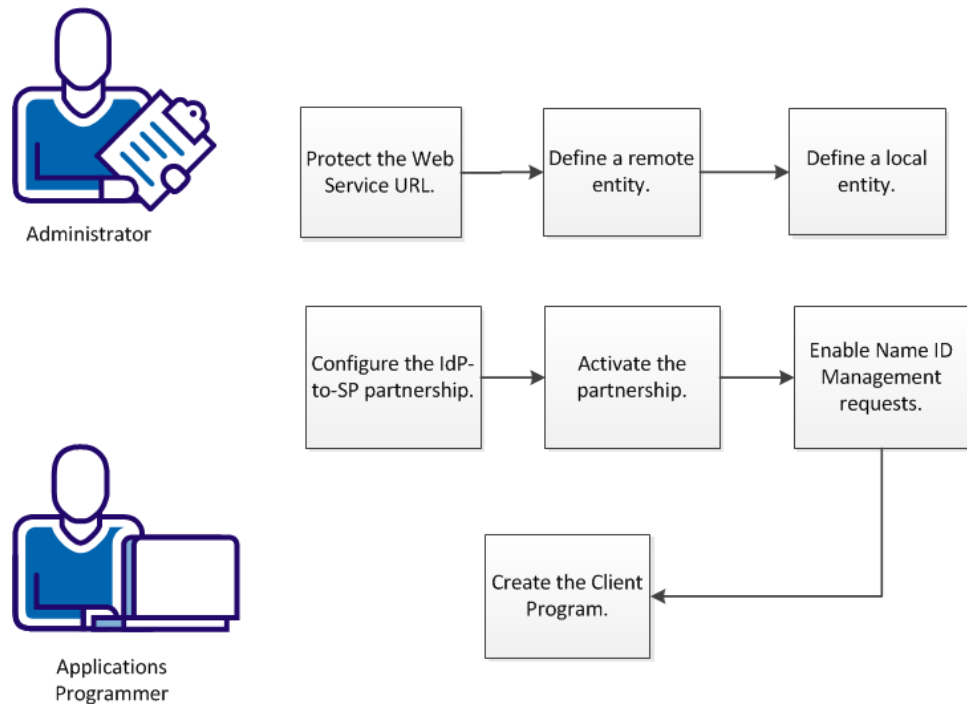 Administrator
Protect the Web
Service URL.
Define a remote
entity.
Define a local
entity.
Configure the IdP-
to-SP partnership.
Activate the
partnership.
Enable Name ID
Management
requests.
Create the Client
Program.
Applications
Programmer